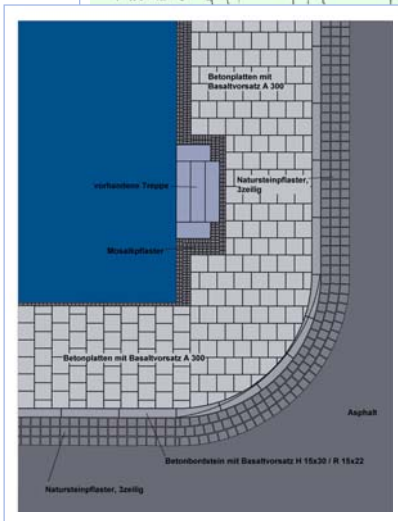 Betonplatten mit
Basaltvorsatz A 300
vorhandene Treppe
Natursteinpflaster,
3zeilig
Mosaikpflaster
Betonplatten mit Basaltvorsatz A 300
Asphalt
Betonbordstein mit Basaltvorsatz H 15x30 / R 15x22
Natursteinpflaster, 3zeilig